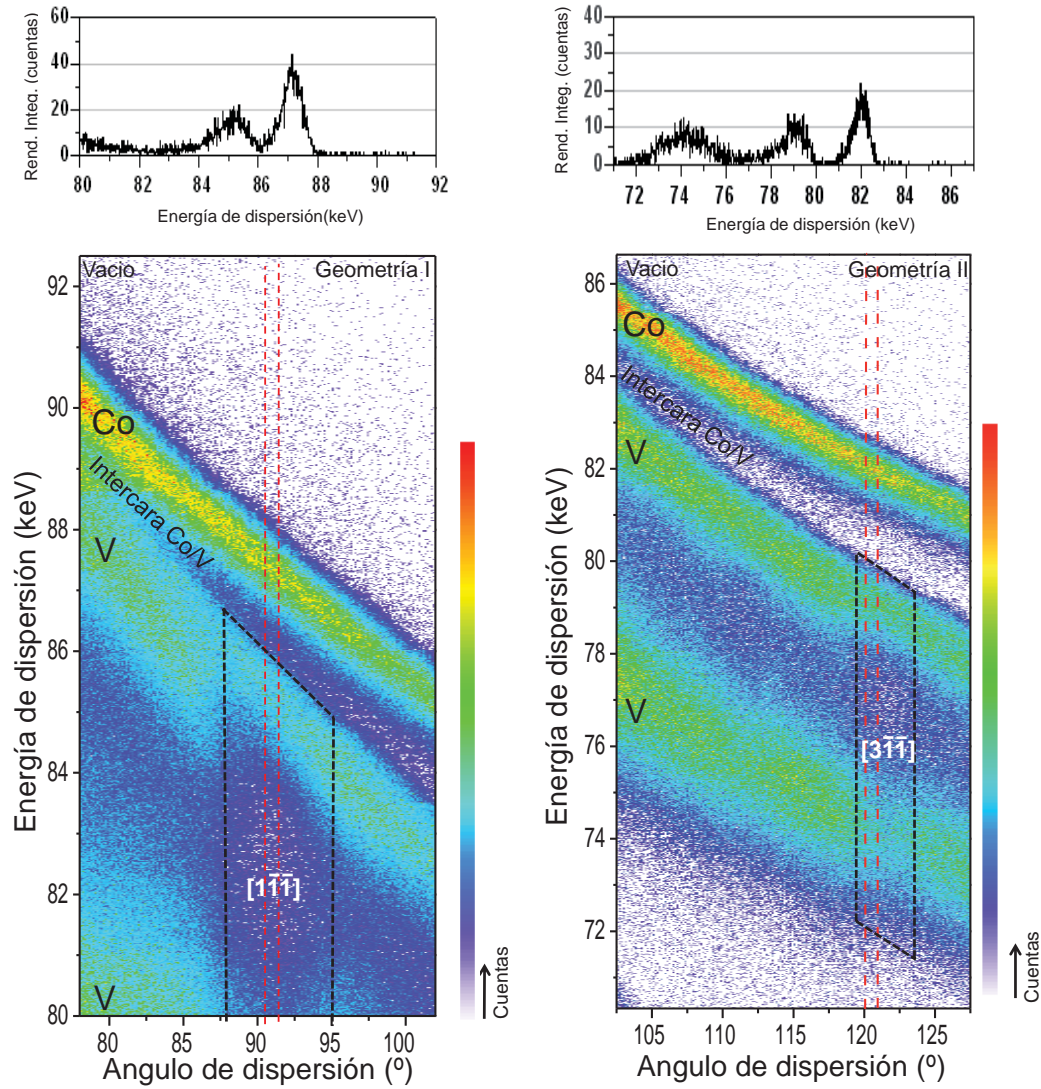 60
40
20
0
Rend. Integ. (cuentas)
80 82 84 86 88 90 92
Energía de dispersión(keV)
40
30
20
10
0
Rend. Integ. (cuentas)
72 74 76 78 80 82 84 86
Energía de dispersión (keV)
Vacio
Geometría I
Co
Intercara Co/V
V
V
[11̅1̅]
92
90
88
86
84
82
80
Energía de dispersión (keV)
80 85 90 95 100
Angulo de dispersión (º)
Cuentas
Vacio
Geometría II
Co
Intercara Co/V
V
V
[31̅1̅]
86
84
82
80
78
76
74
72
Energía de dispersión (keV)
105 110 115 120 125
Angulo de dispersión (º)
Cuentas